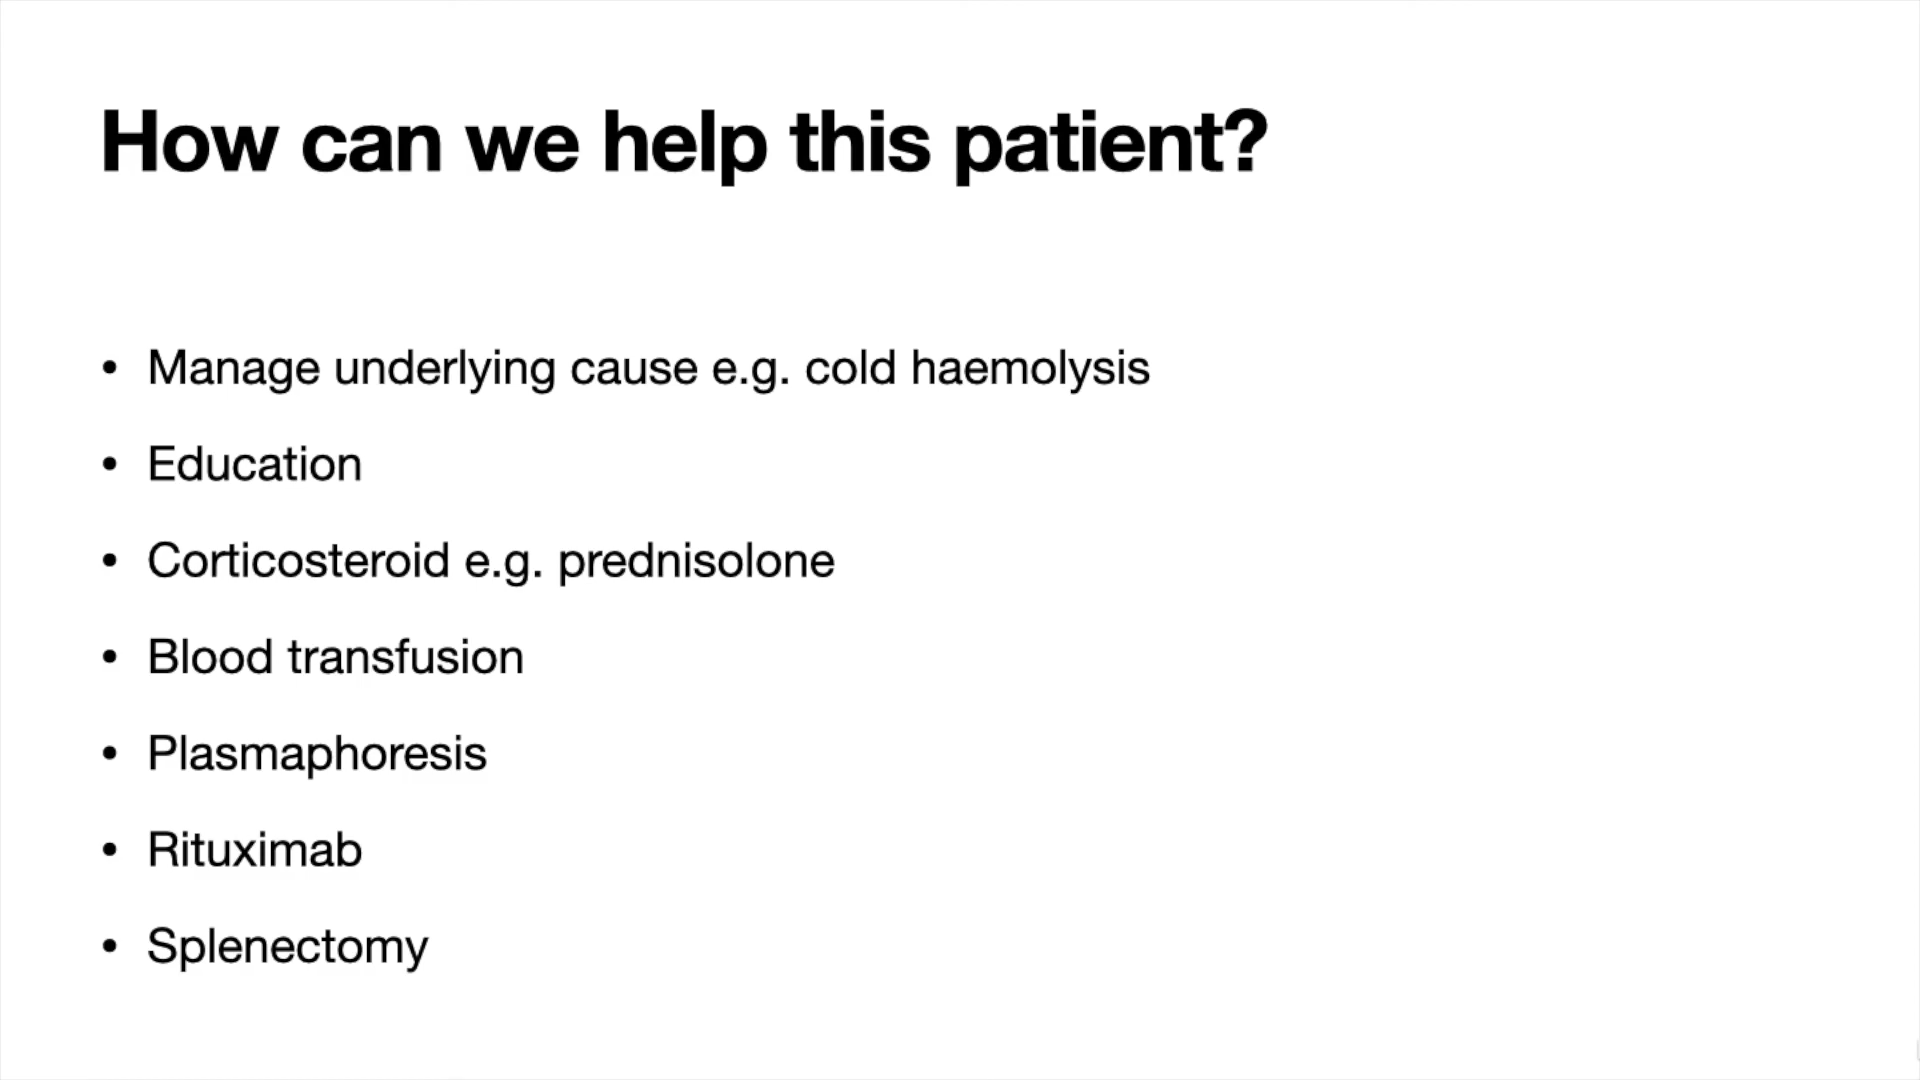 How can we help this patient?
• Manage underlying cause e.g. cold haemolysis
• Education
• Corticosteroid e.g. prednisolone
• Blood transfusion
• Plasmaphoresis
• Rituximab
• Splenectomy